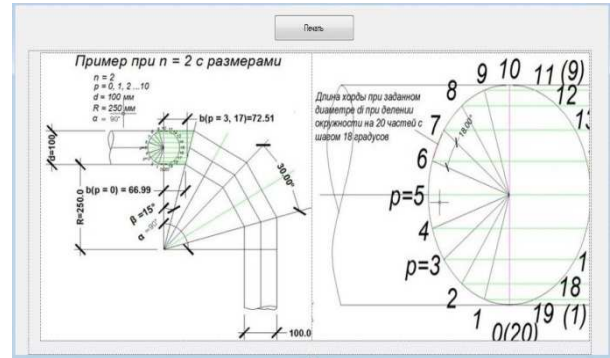 Печать
Пример при n = 2 с размерами
n = 2
p = 0, 1, 2 ...10
d = 100 мм
R = 250 мм
α = 90°
b(p = 3, 17)=72.51
d=100
b(p = 0) = 66.99
R=250.0
β=15°
α =90°
30.00°
100.0
Длина хорды при заданном
диаметре di при делении
окружности на 20 частей с
шагом 18 градусов
9 10 11 (9)
8 12
7
18.00°
6
p=5
4
p=3
2 18
1 19 (1)
0(20)